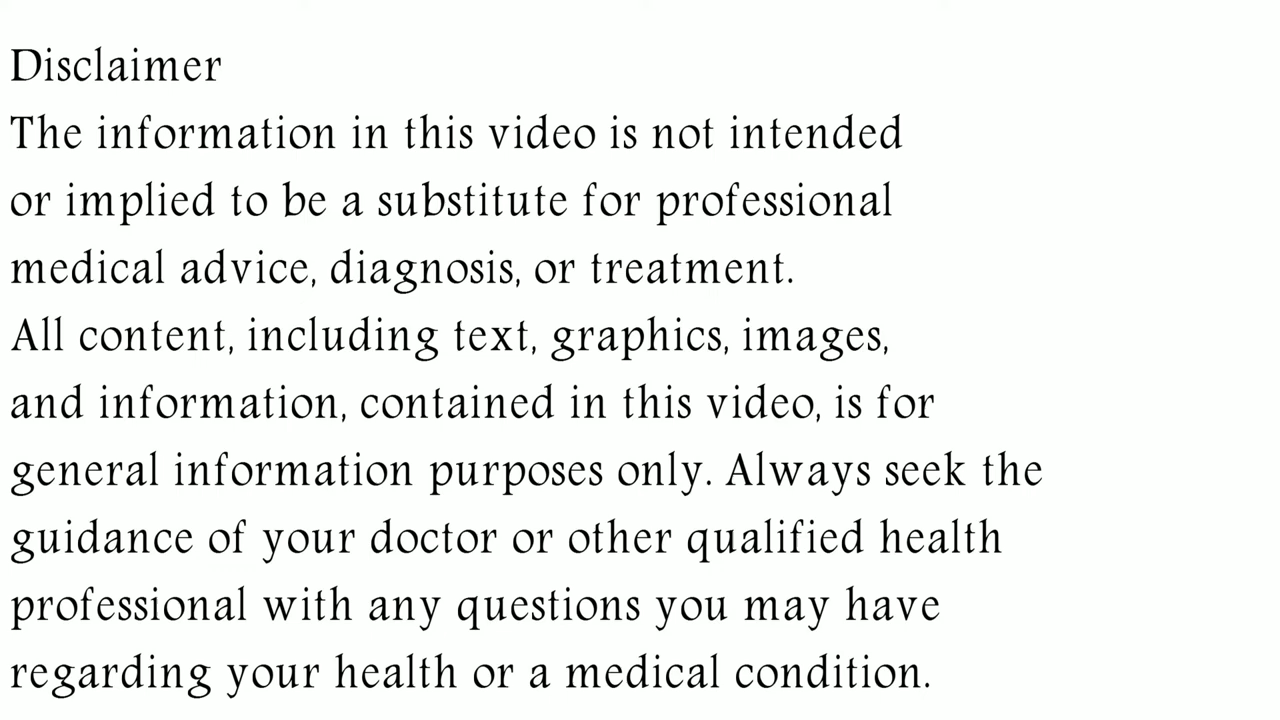 Disclaimer
The information in this video is not intended
or implied to be a substitute for professional
medical advice, diagnosis, or treatment.
All content, including text, graphics, images,
and information, contained in this video, is for
general information purposes only. Always seek the
guidance of your doctor or other qualified health
professional with any questions you may have
regarding your health or a medical condition.